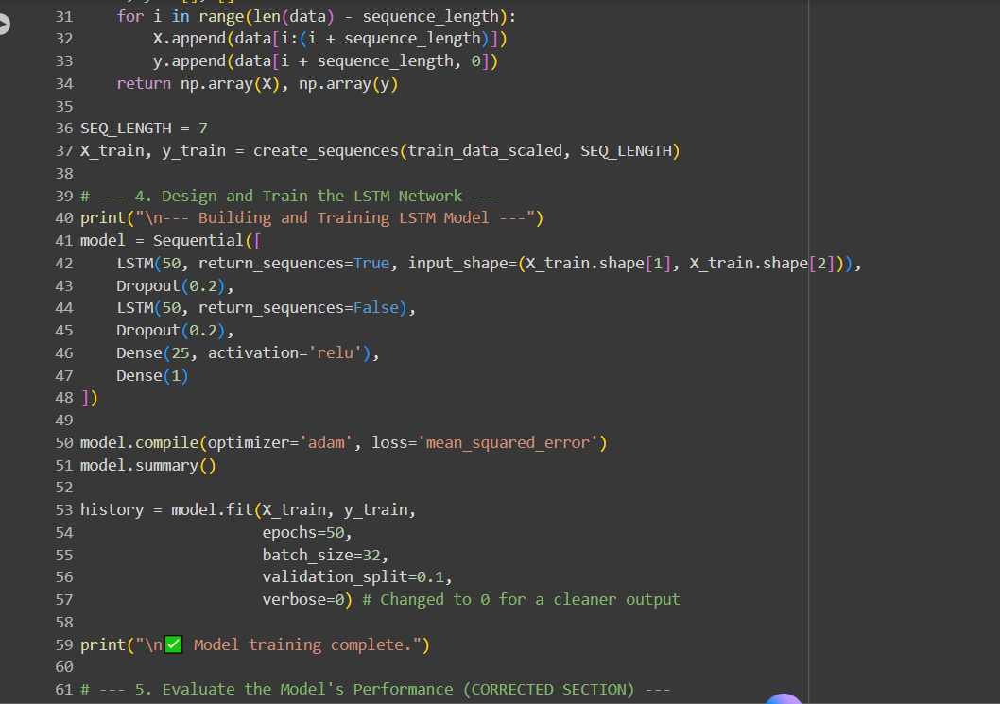 31     for i in range(len(data) - sequence_length):
32         X.append(data[i:(i + sequence_length)])
33         y.append(data[i + sequence_length, 0])
34     return np.array(X), np.array(y)
35
36 SEQ_LENGTH = 7
37 X_train, y_train = create_sequences(train_data_scaled, SEQ_LENGTH)
38
39 # --- 4. Design and Train the LSTM Network ---
40 print("\n--- Building and Training LSTM Model ---")
41 model = Sequential([
42     LSTM(50, return_sequences=True, input_shape=(X_train.shape[1], X_train.shape[2])),
43     Dropout(0.2),
44     LSTM(50, return_sequences=False),
45     Dropout(0.2),
46     Dense(25, activation='relu'),
47     Dense(1)
48 ])
49
50 model.compile(optimizer='adam', loss='mean_squared_error')
51 model.summary()
52
53 history = model.fit(X_train, y_train,
54                     epochs=50,
55                     batch_size=32,
56                     validation_split=0.1,
57                     verbose=0) # Changed to 0 for a cleaner output
58
59 print("\n✅ Model training complete.")
60
61 # --- 5. Evaluate the Model's Performance (CORRECTED SECTION) ---